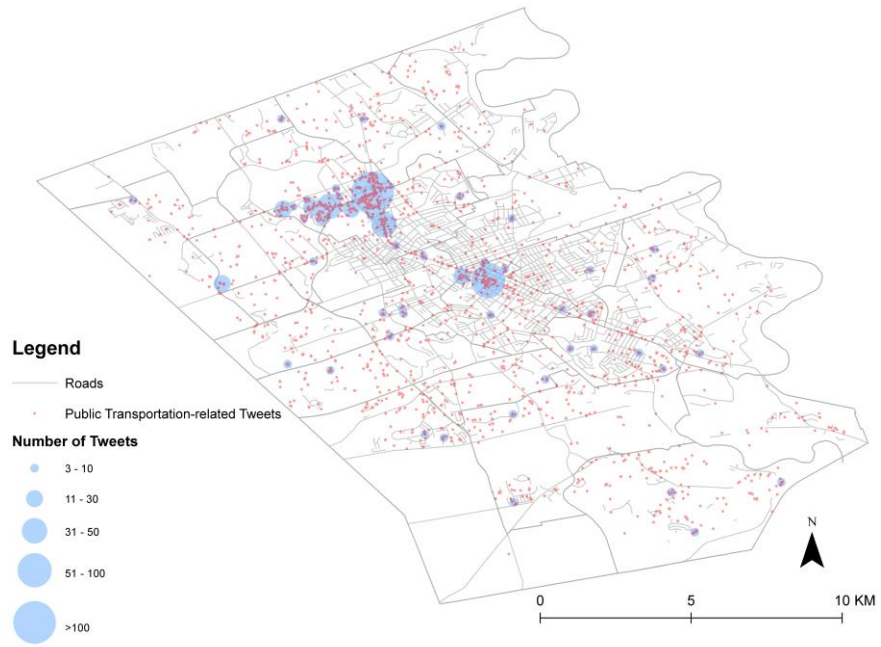 Legend
Roads
Public Transportation-related Tweets
Number of Tweets
3 - 10
11 - 30
31 - 50
51 - 100
>100
N
0 5 10 KM